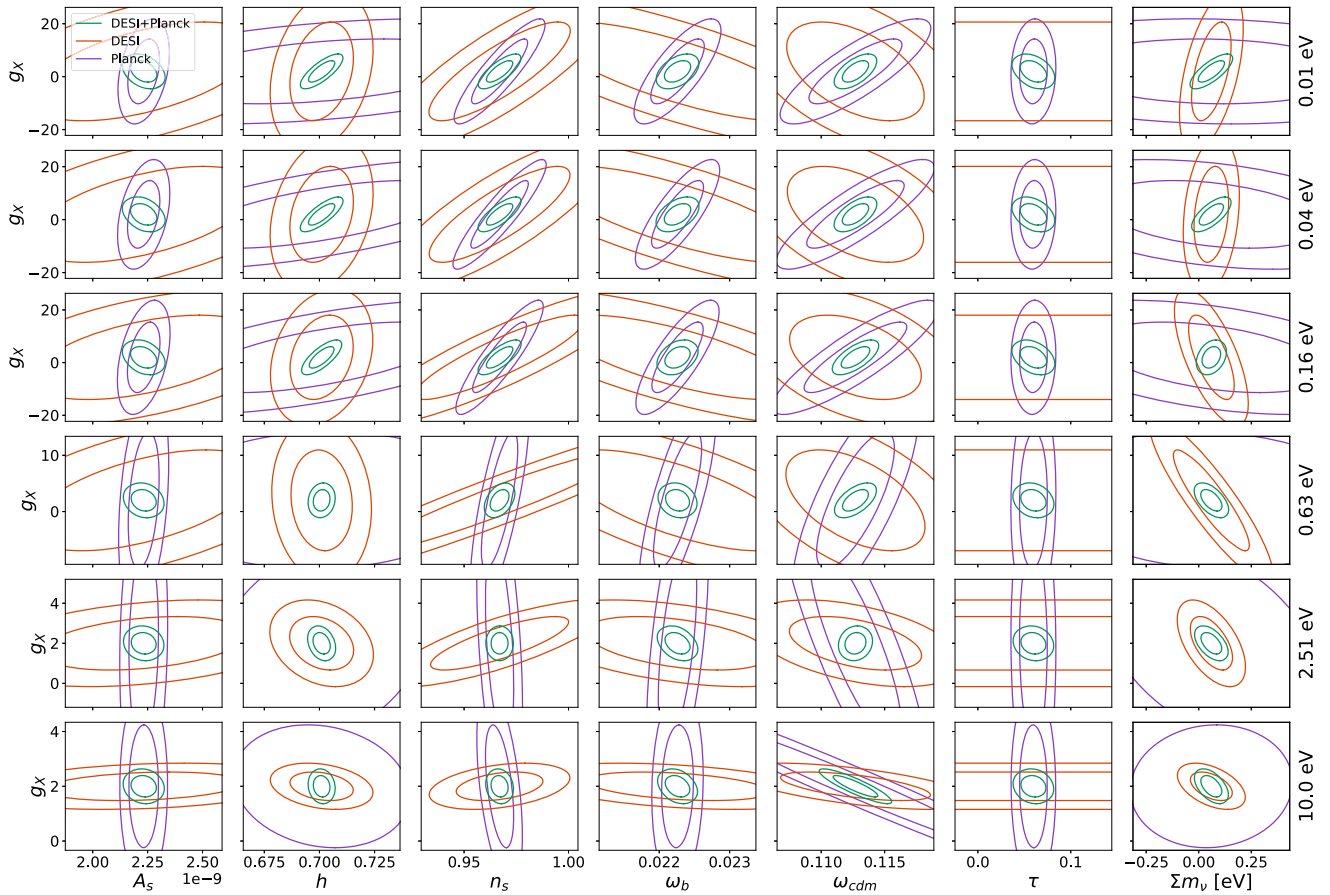 DESI+Planck
DESI
Planck
g_X
20
0
−20
0.01 eV
g_X
20
0
−20
0.04 eV
g_X
20
0
−20
0.16 eV
g_X
10
0
0.63 eV
g_X
4
2
0
2.51 eV
g_X
4
2
0
10.0 eV
2.00 2.25 2.50
1e−9
A_s
0.675 0.700 0.725
h
0.95 1.00
n_s
0.022 0.023
ω_b
0.110 0.115
ω_cdm
0.0 0.1
τ
−0.25 0.00 0.25
Σm_ν [eV]